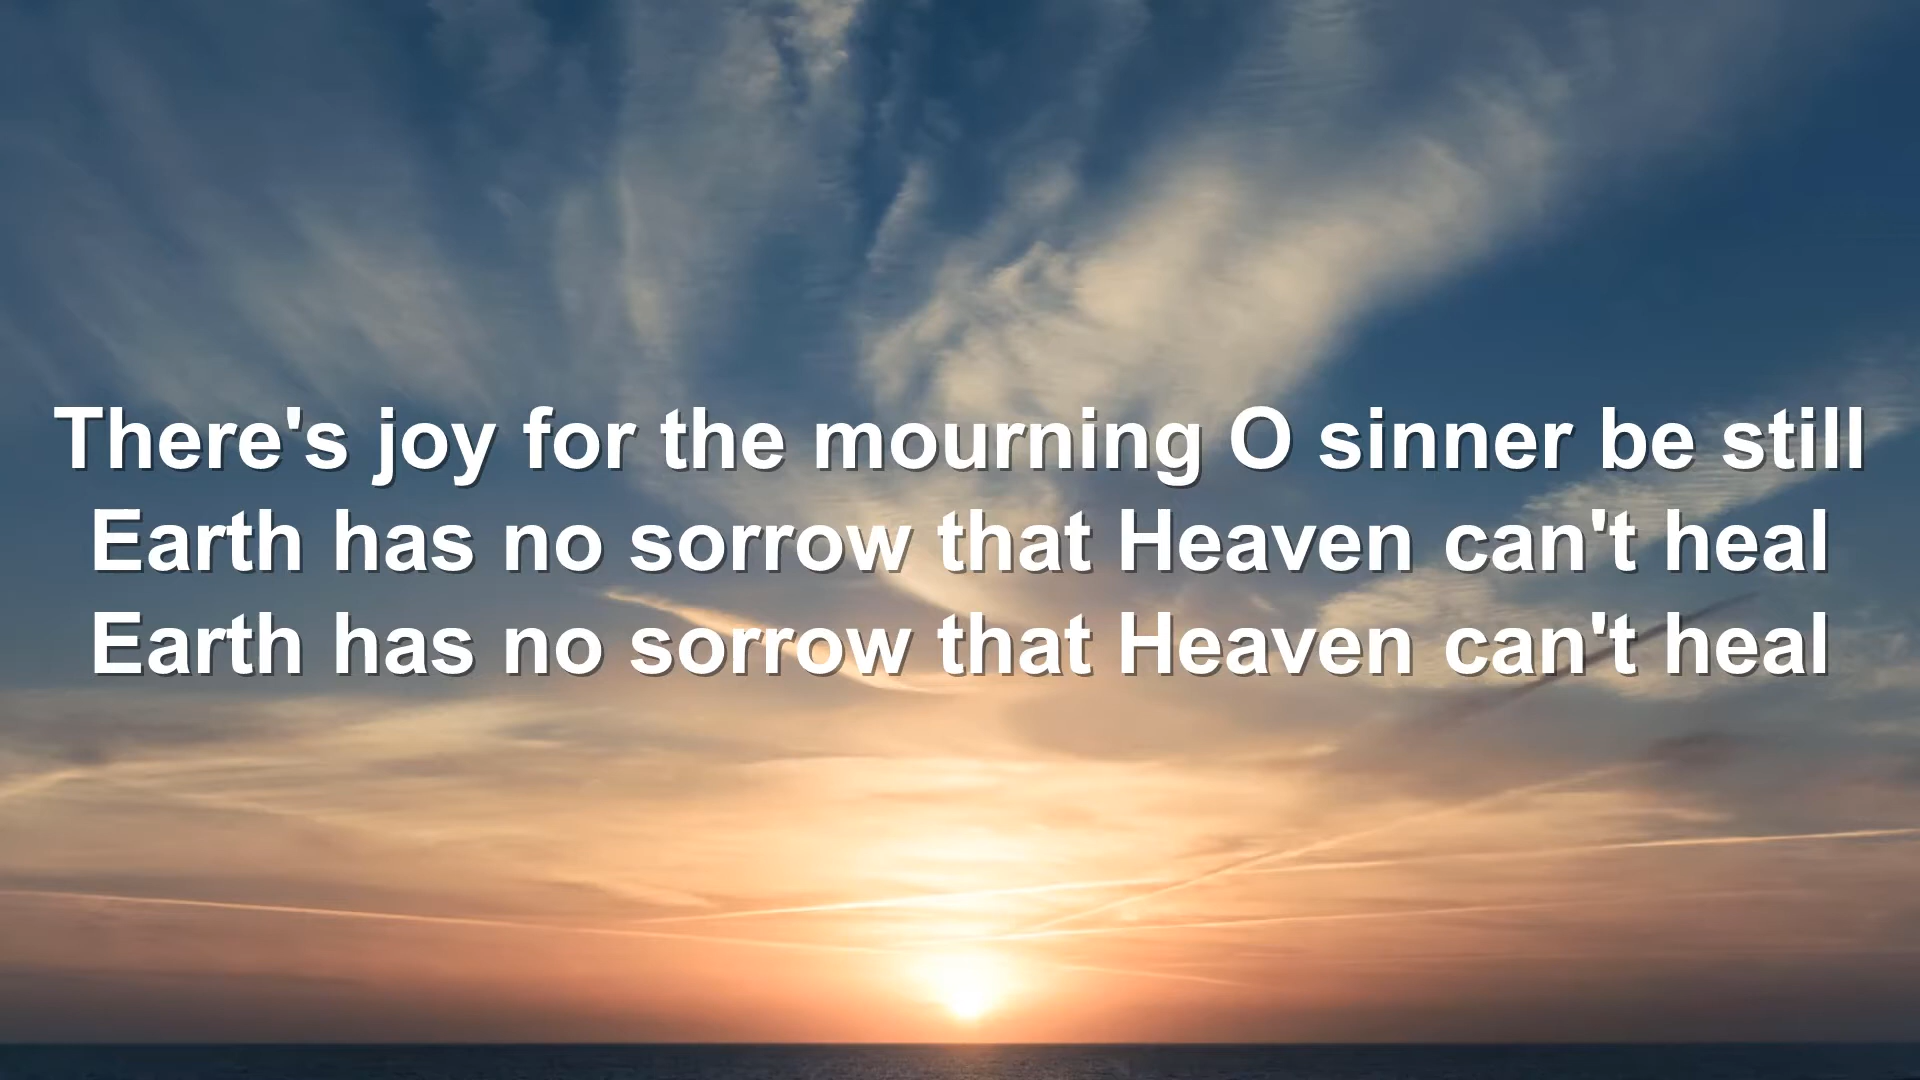 There's joy for the mourning O sinner be still
Earth has no sorrow that Heaven can't heal
Earth has no sorrow that Heaven can't heal